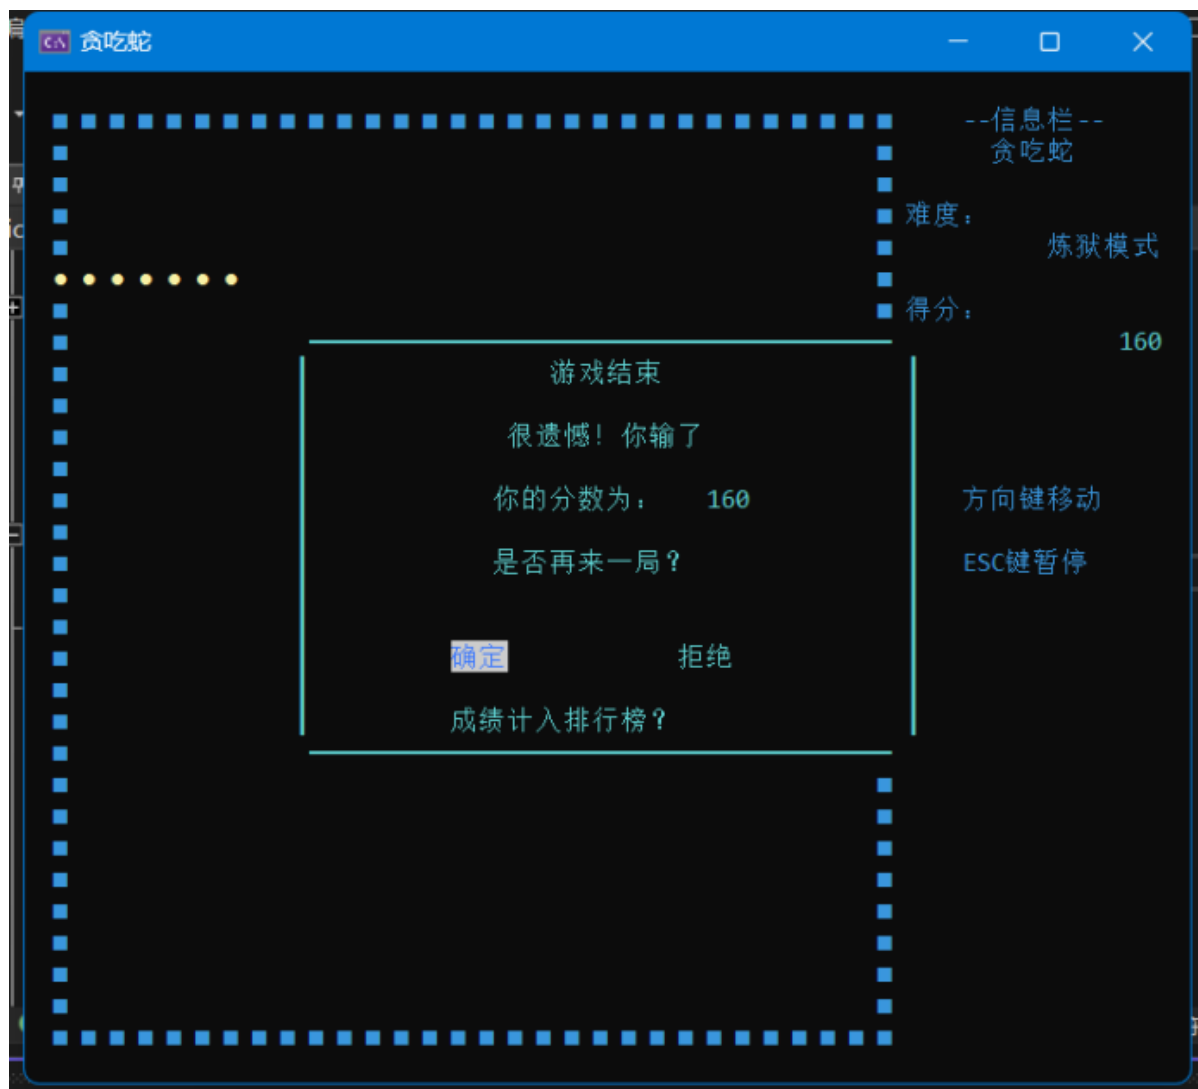 贪吃蛇
--信息栏--
贪吃蛇
难度：
炼狱模式
得分：
160
游戏结束
很遗憾！你输了
你的分数为： 160
是否再来一局？
确定 拒绝
成绩计入排行榜？
方向键移动
ESC键暂停